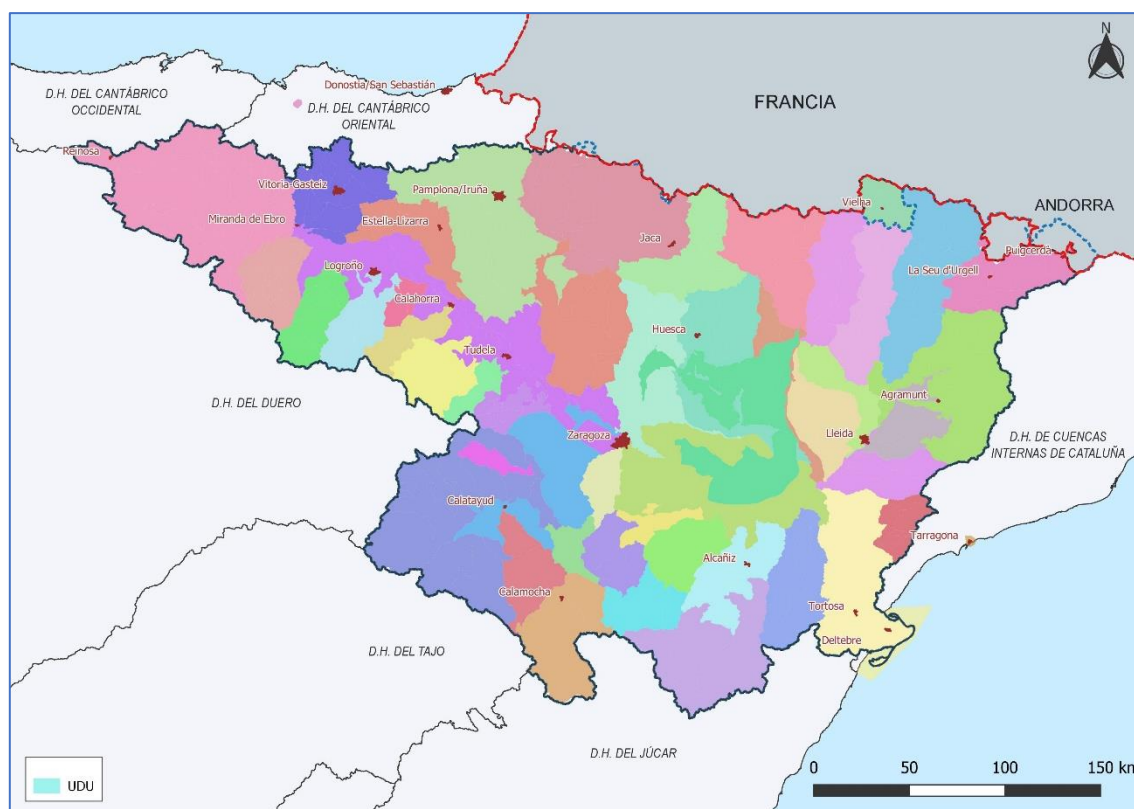 N
Donostia/San Sebastián
D.H. DEL CANTÁBRICO
OCCIDENTAL
D.H. DEL CANTÁBRICO
ORIENTAL
FRANCIA
Reinosa
Vitoria-Gasteiz
Pamplona/Iruña
Vielha
ANDORRA
Miranda de Ebro
Estella-Lizarra
Jaca
Puigcerdá
La Seu d'Urgell
Logroño
Calahorra
Huesca
Tudela
D.H. DEL DUERO
Agramunt
Zaragoza
Lleida
D.H. DE CUENCAS
INTERNAS DE CATALUÑA
Calatayud
Tarragona
Alcañiz
Calamocha
Tortosa
Deltebre
D.H. DEL TAJO
D.H. DEL JÚCAR
UDU
0 50 100 150 km